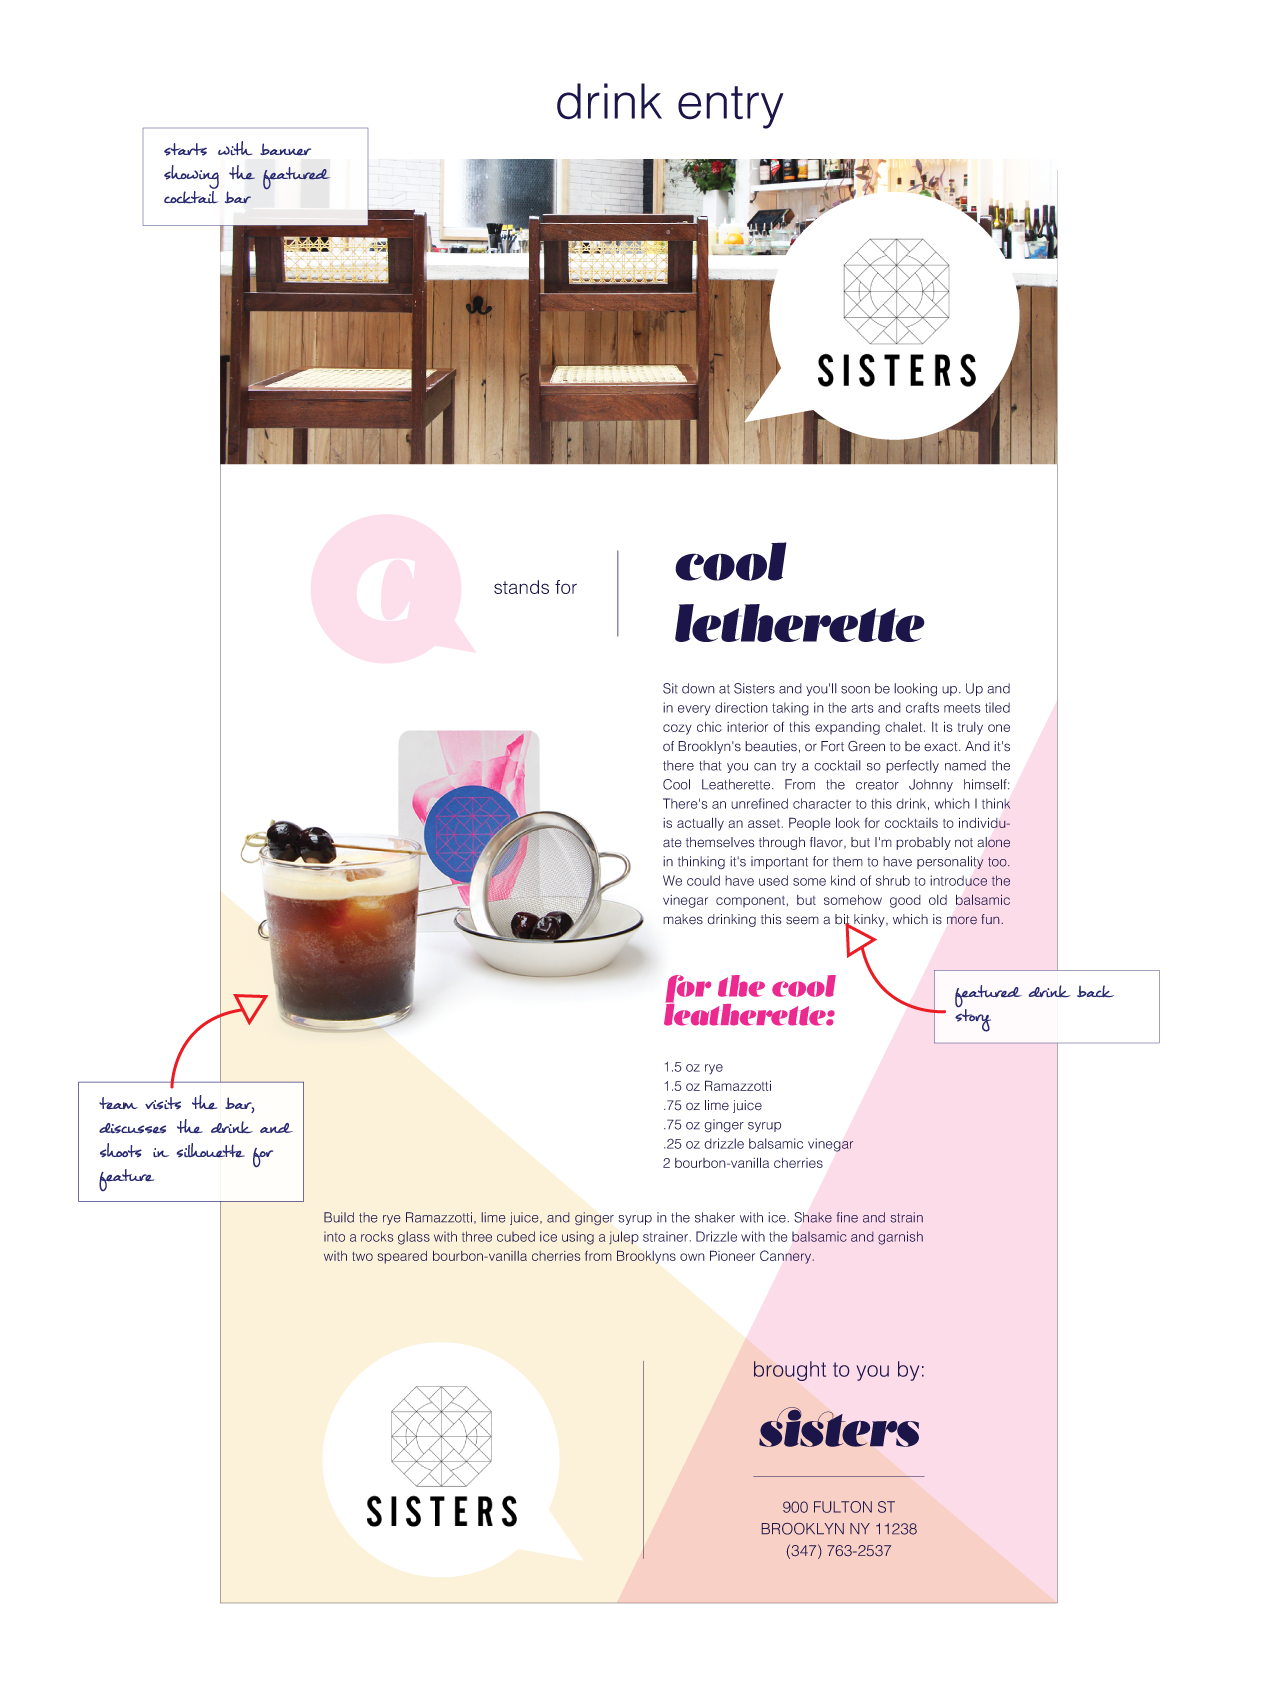 drink entry
starts with banner
showing the featured
cocktail bar
SISTERS
C
stands for
cool
letherette
Sit down at Sisters and you'll soon be looking up. Up and
in every direction taking in the arts and crafts meets tiled
cozy chic interior of this expanding chalet. It is truly one
of Brooklyn's beauties, or Fort Green to be exact. And it's
there that you can try a cocktail so perfectly named the
Cool Leatherette. From the creator Johnny himself:
There's an unrefined character to this drink, which I think
is actually an asset. People look for cocktails to individu-
ate themselves through flavor, but I'm probably not alone
in thinking it's important for them to have personality too.
We could have used some kind of shrub to introduce the
vinegar component, but somehow good old balsamic
makes drinking this seem a bit kinky, which is more fun.
featured drink back
story
for the cool
leatherette:
1.5 oz rye
1.5 oz Ramazzotti
.75 oz lime juice
.75 oz ginger syrup
.25 oz drizzle balsamic vinegar
2 bourbon-vanilla cherries
team visits the bar,
discusses the drink and
shoots in silhouette for
feature
Build the rye Ramazzotti, lime juice, and ginger syrup in the shaker with ice. Shake fine and strain
into a rocks glass with three cubed ice using a julep strainer. Drizzle with the balsamic and garnish
with two speared bourbon-vanilla cherries from Brooklyns own Pioneer Cannery.
SISTERS
brought to you by:
sisters
900 FULTON ST
BROOKLYN NY 11238
(347) 763-2537